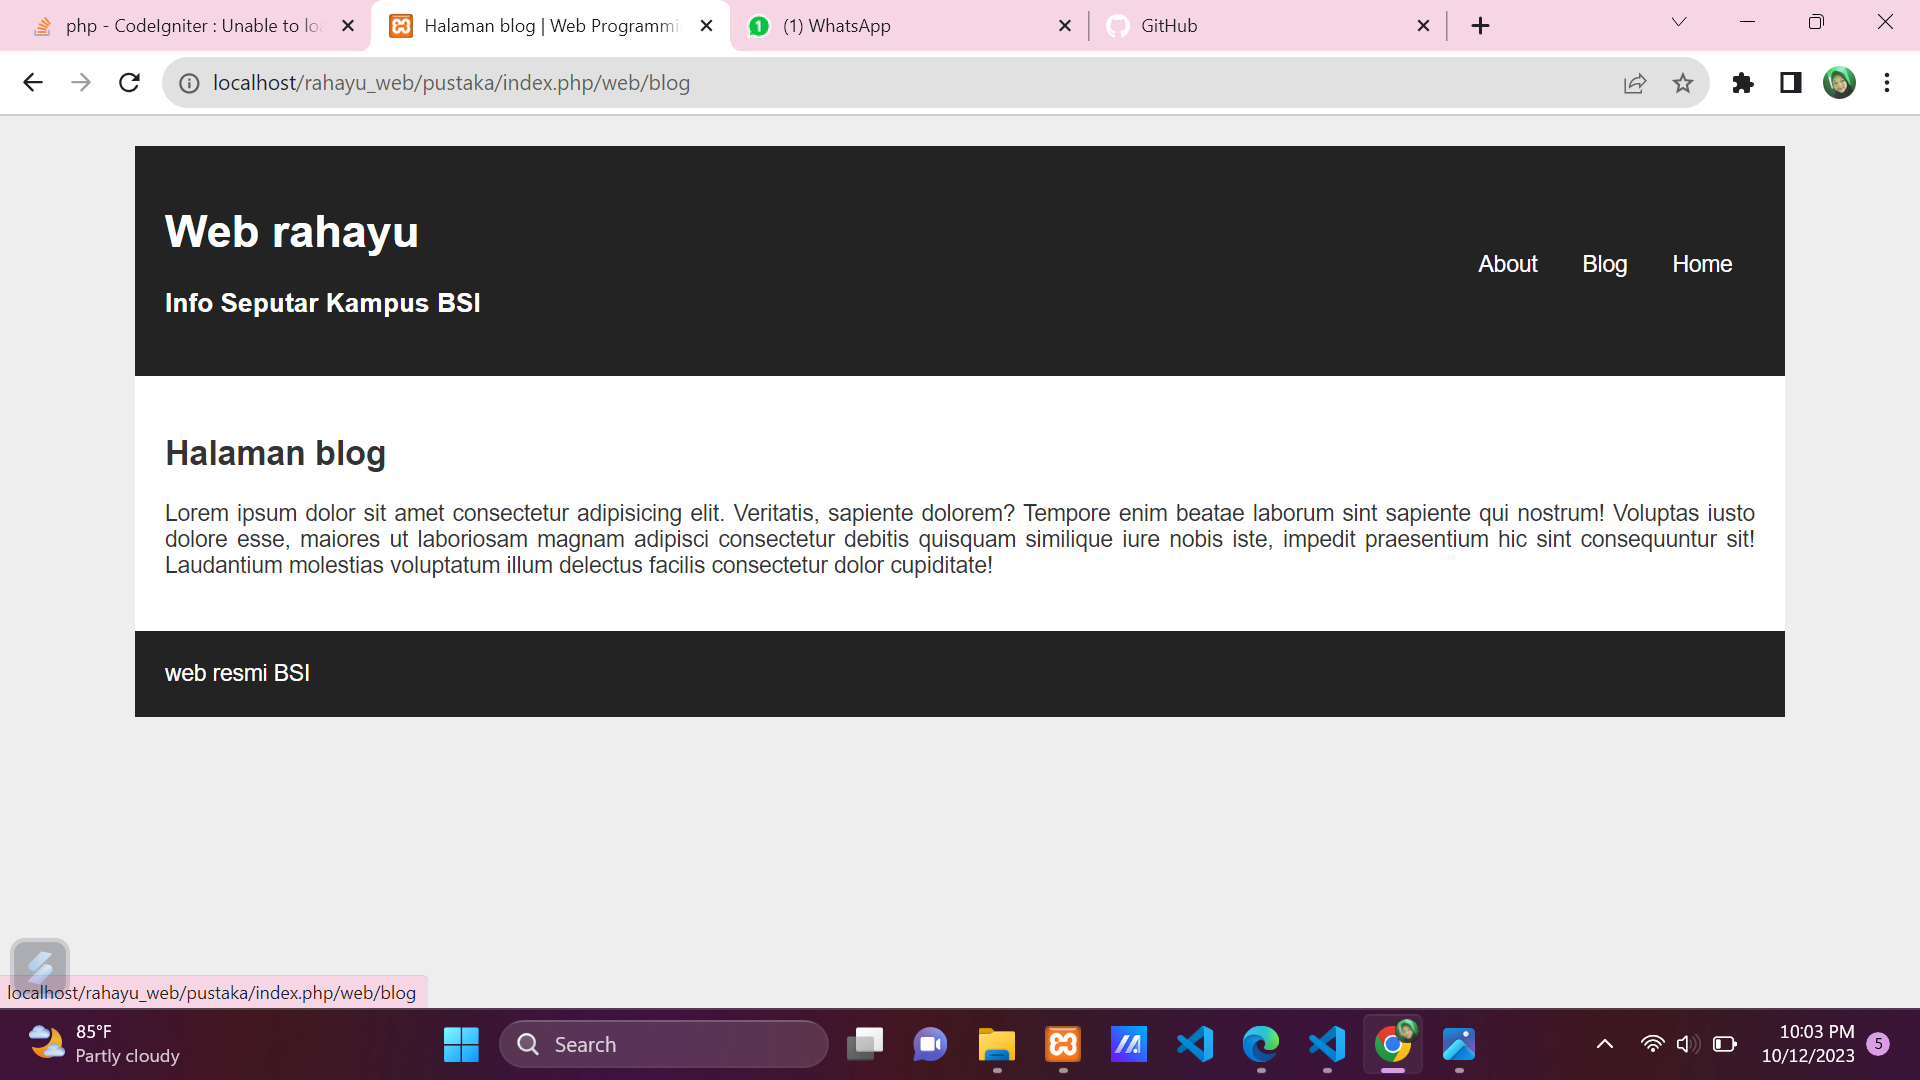 php - CodeIgniter : Unable to loa
Halaman blog | Web Programmi
(1) WhatsApp
GitHub
localhost/rahayu_web/pustaka/index.php/web/blog
Web rahayu
Info Seputar Kampus BSI
About Blog Home
Halaman blog
Lorem ipsum dolor sit amet consectetur adipisicing elit. Veritatis, sapiente dolorem? Tempore enim beatae laborum sint sapiente qui nostrum! Voluptas iusto
dolore esse, maiores ut laboriosam magnam adipisci consectetur debitis quisquam similique iure nobis iste, impedit praesentium hic sint consequuntur sit!
Laudantium molestias voluptatum illum delectus facilis consectetur dolor cupiditate!
web resmi BSI
localhost/rahayu_web/pustaka/index.php/web/blog
85°F
Partly cloudy
Search
10:03 PM
10/12/2023
5